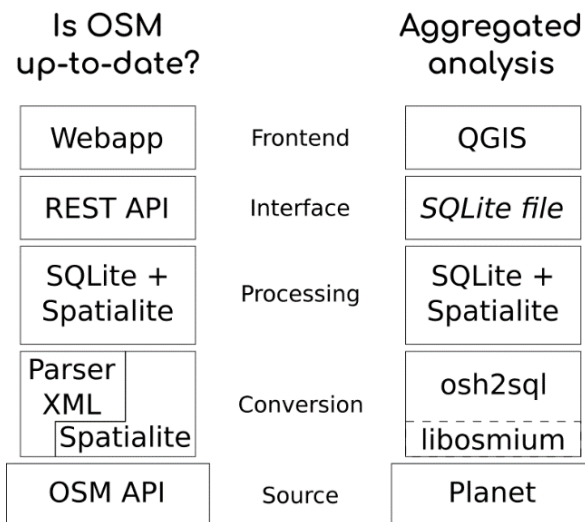 Is OSM
up-to-date?
Aggregated
analysis
Webapp
Frontend
QGIS
REST API
Interface
SQLite file
SQLite +
Spatialite
Processing
SQLite +
Spatialite
Parser
XML
Spatialite
Conversion
osh2sql
libosmium
OSM API
Source
Planet